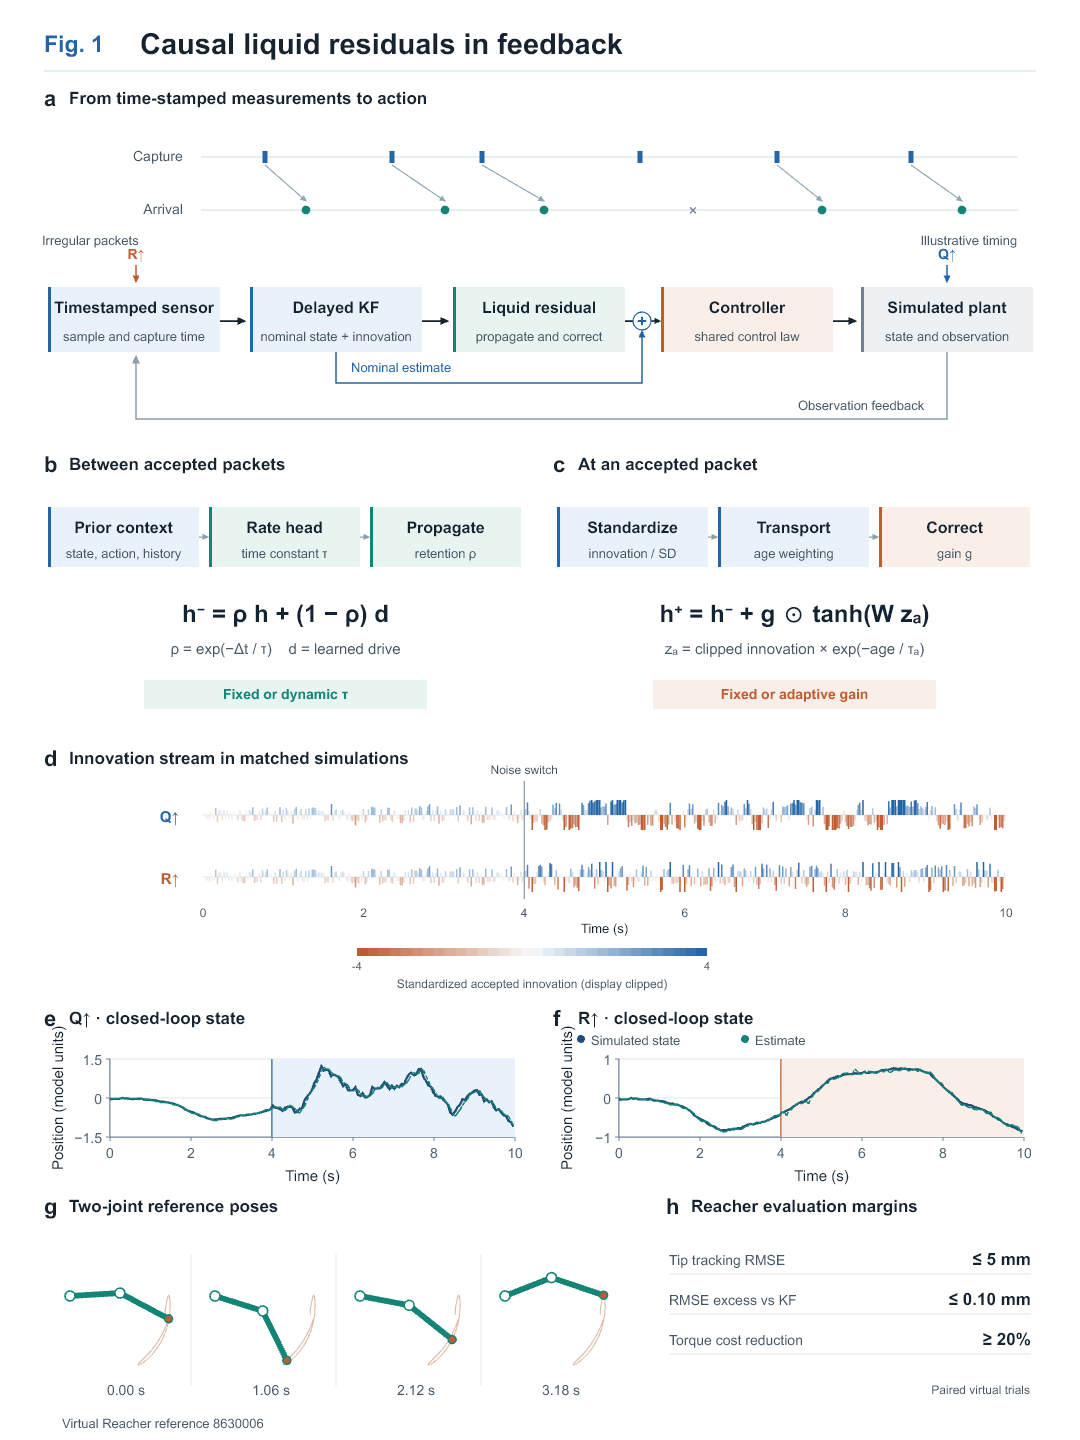 Fig. 1 Causal liquid residuals in feedback
a From time-stamped measurements to action
Capture
Arrival
×
Irregular packets
Illustrative timing
R↑
Q↑
Timestamped sensor
sample and capture time
Delayed KF
nominal state + innovation
Liquid residual
propagate and correct
+
Controller
shared control law
Simulated plant
state and observation
Nominal estimate
Observation feedback
b Between accepted packets
Prior context
state, action, history
Rate head
time constant τ
Propagate
retention ρ
h⁻ = ρ h + (1 − ρ) d
ρ = exp(−Δt / τ) d = learned drive
Fixed or dynamic τ
c At an accepted packet
Standardize
innovation / SD
Transport
age weighting
Correct
gain g
h⁺ = h⁻ + g ⊙ tanh(W zₐ)
zₐ = clipped innovation × exp(−age / τₐ)
Fixed or adaptive gain
d Innovation stream in matched simulations
Noise switch
Q↑
R↑
0 2 4 6 8 10
Time (s)
-4 4
Standardized accepted innovation (display clipped)
e Q↑ · closed-loop state
Position (model units)
1.5
0
−1.5
0 2 4 6 8 10
Time (s)
f R↑ · closed-loop state
Simulated state Estimate
Position (model units)
1
0
−1
0 2 4 6 8 10
Time (s)
g Two-joint reference poses
0.00 s 1.06 s 2.12 s 3.18 s
Virtual Reacher reference 8630006
h Reacher evaluation margins
Tip tracking RMSE ≤ 5 mm
RMSE excess vs KF ≤ 0.10 mm
Torque cost reduction ≥ 20%
Paired virtual trials